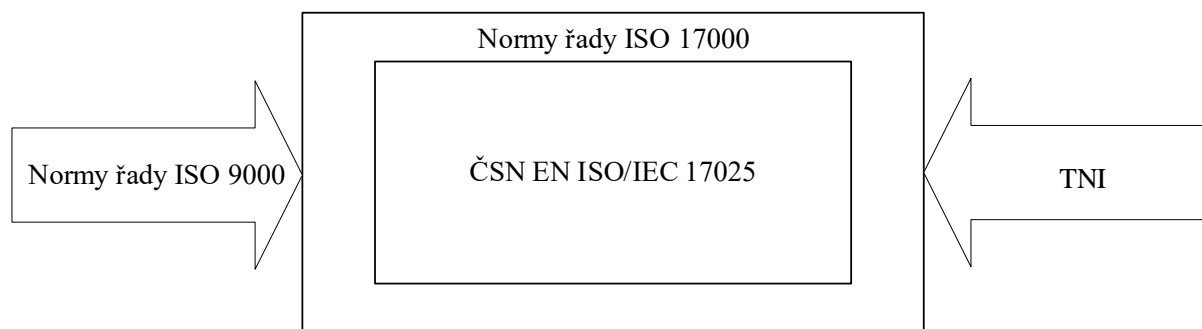 Normy řady ISO 17000
Normy řady ISO 9000
ČSN EN ISO/IEC 17025
TNI